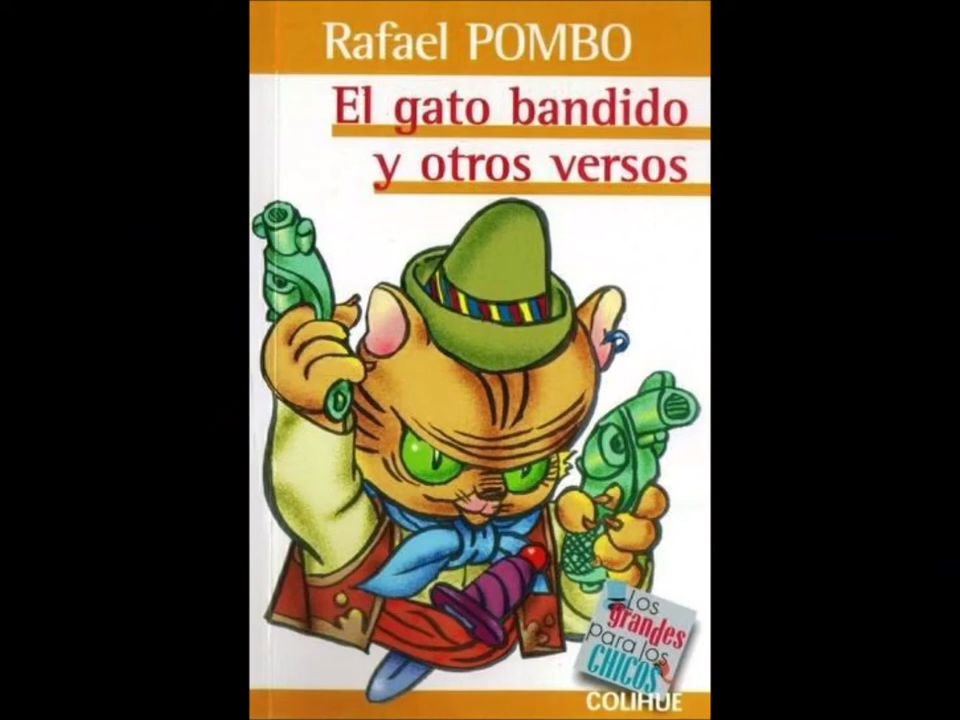 Rafael POMBO
El gato bandido
y otros versos
Los
grandes
para los
CHICOS
COLIHUE